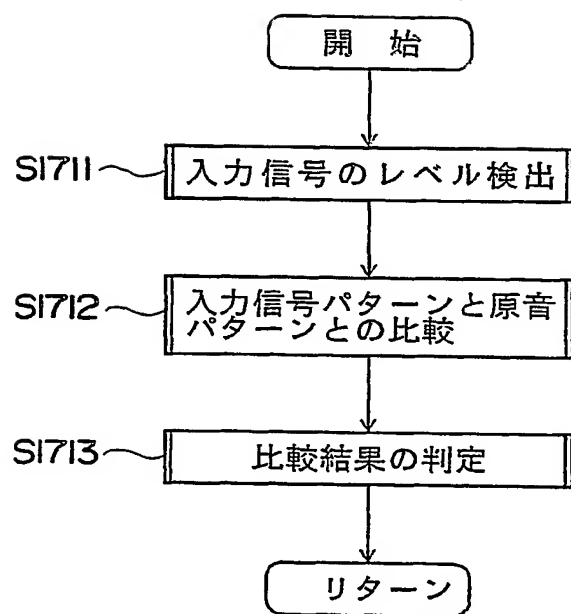 開始
S1711 入力信号のレベル検出
S1712 入力信号パターンと原音
パターンとの比較
S1713 比較結果の判定
リターン